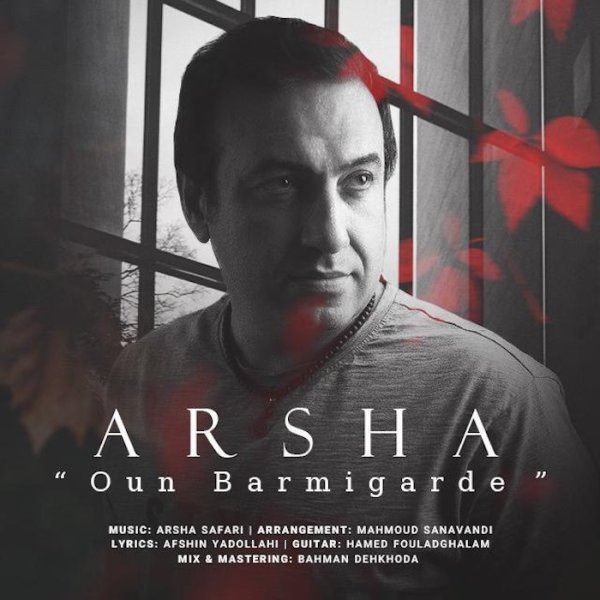 ARSHA
“ Oun Barmigarde ”
MUSIC: ARSHA SAFARI | ARRANGEMENT: MAHMOUD SANAVANDI
LYRICS: AFSHIN YADOLLAHI | GUITAR: HAMED FOULADGHALAM
MIX & MASTERING: BAHMAN DEHKHODA